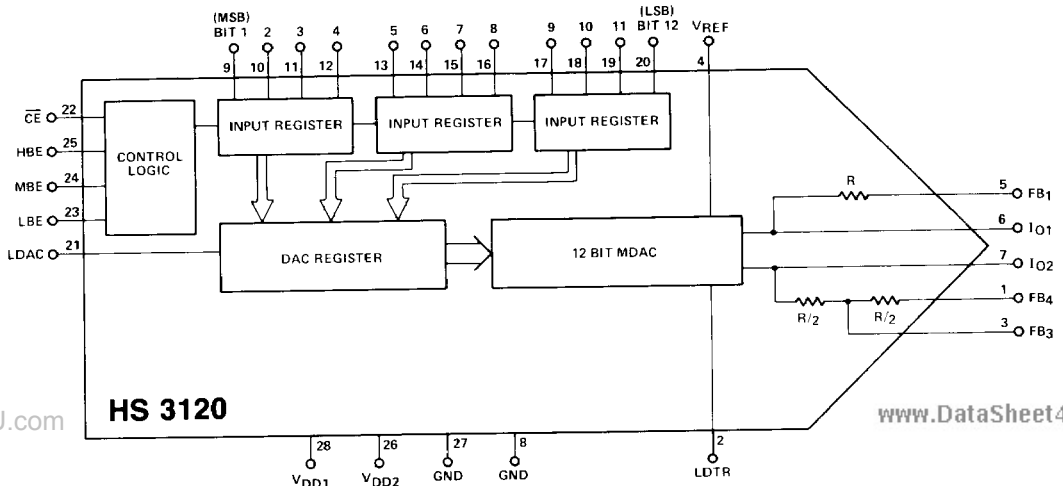 (MSB) BIT 1 2 3 4 5 6 7 8 9 10 11 (LSB) BIT 12 VREF
9 10 11 12 13 14 15 16 17 18 19 20 4
CE 22
HBE 25
MBE 24
LBE 23
LDAC 21
CONTROL LOGIC
INPUT REGISTER INPUT REGISTER INPUT REGISTER
DAC REGISTER
12 BIT MDAC
R
5 FB1
6 IO1
7 IO2
1 FB4
R/2 R/2
3 FB3
HS 3120
U.com
www.DataSheet4
28 26 27 8 2
VDD1 VDD2 GND GND LDTR